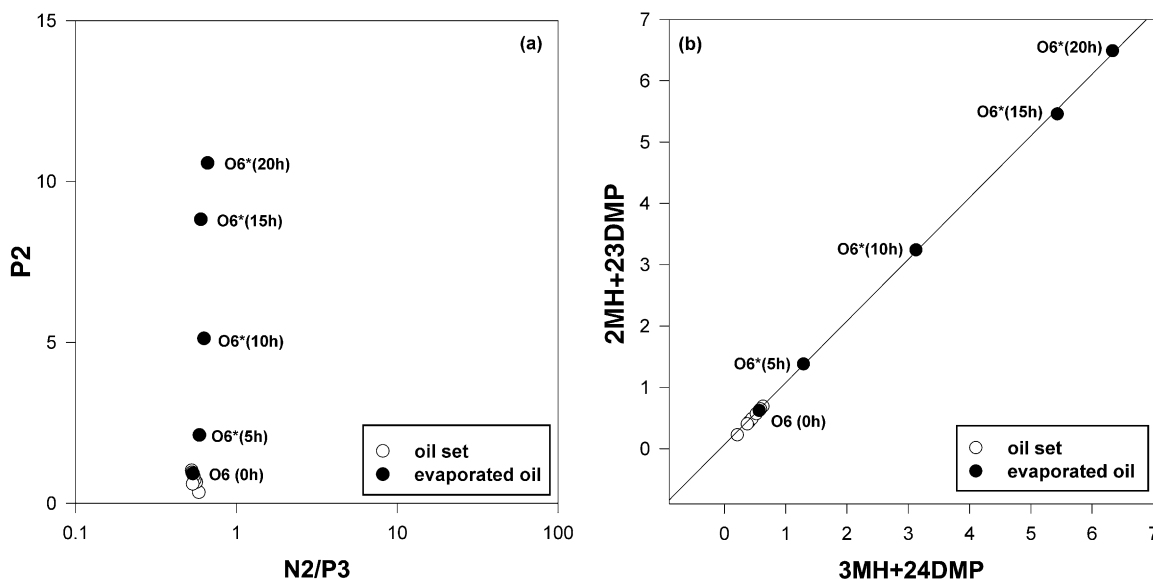 15
(a)
O6*(20h)
10
O6*(15h)
P2
O6*(10h)
5
O6*(5h)
O6 (0h)
oil set
evaporated oil
0
0.1
1
10
100
N2/P3
7
(b)
O6*(20h)
6
O6*(15h)
5
4
2MH+23DMP
O6*(10h)
3
2
O6*(5h)
1
O6 (0h)
oil set
evaporated oil
0
0
1
2
3
4
5
6
7
3MH+24DMP